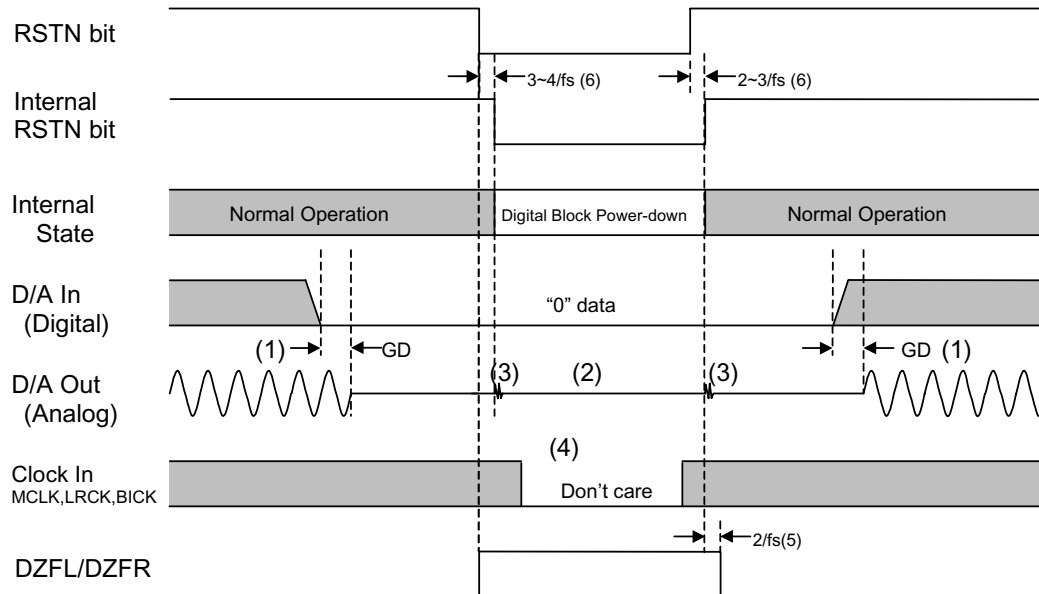 RSTN bit
3~4/fs (6)
2~3/fs (6)
Internal
RSTN bit
Internal
State
Normal Operation
Digital Block Power-down
Normal Operation
D/A In
(Digital)
“0” data
(1)
GD
GD
(1)
D/A Out
(Analog)
(3)
(2)
(3)
(4)
Clock In
MCLK,LRCK,BICK
Don’t care
2/fs(5)
DZFL/DZFR